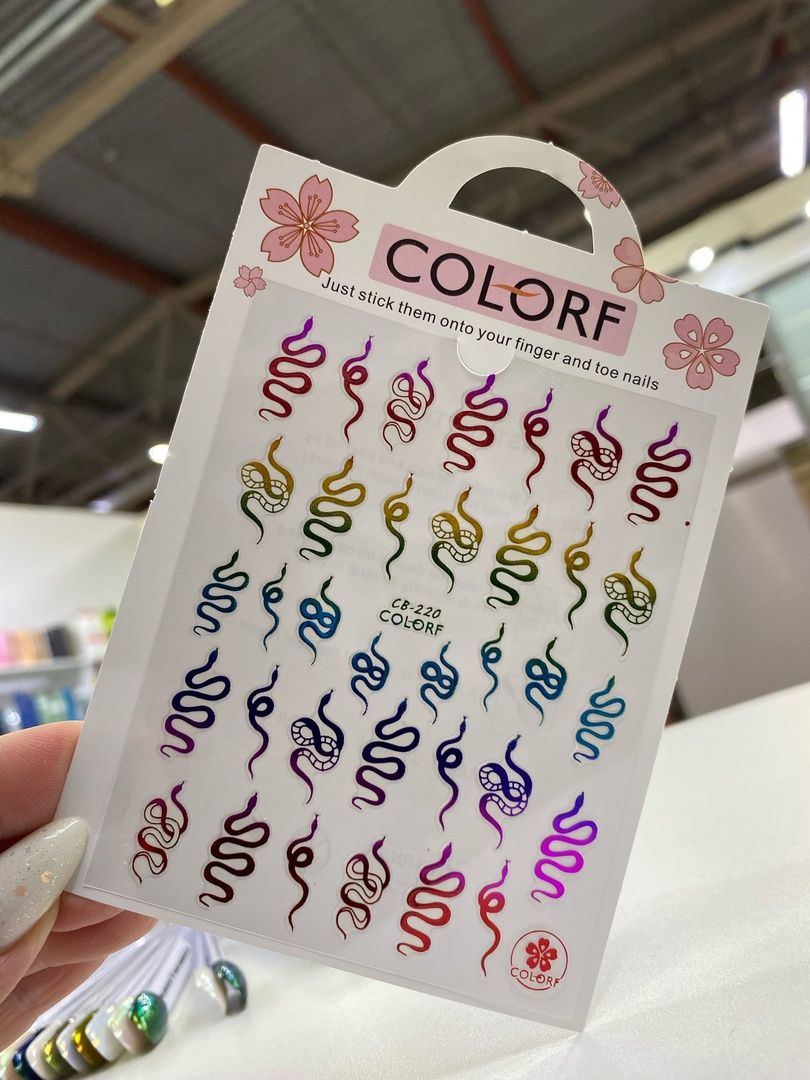 COLORF
Just stick them onto your finger and toe nails
CB-220
COLORF
COLORF